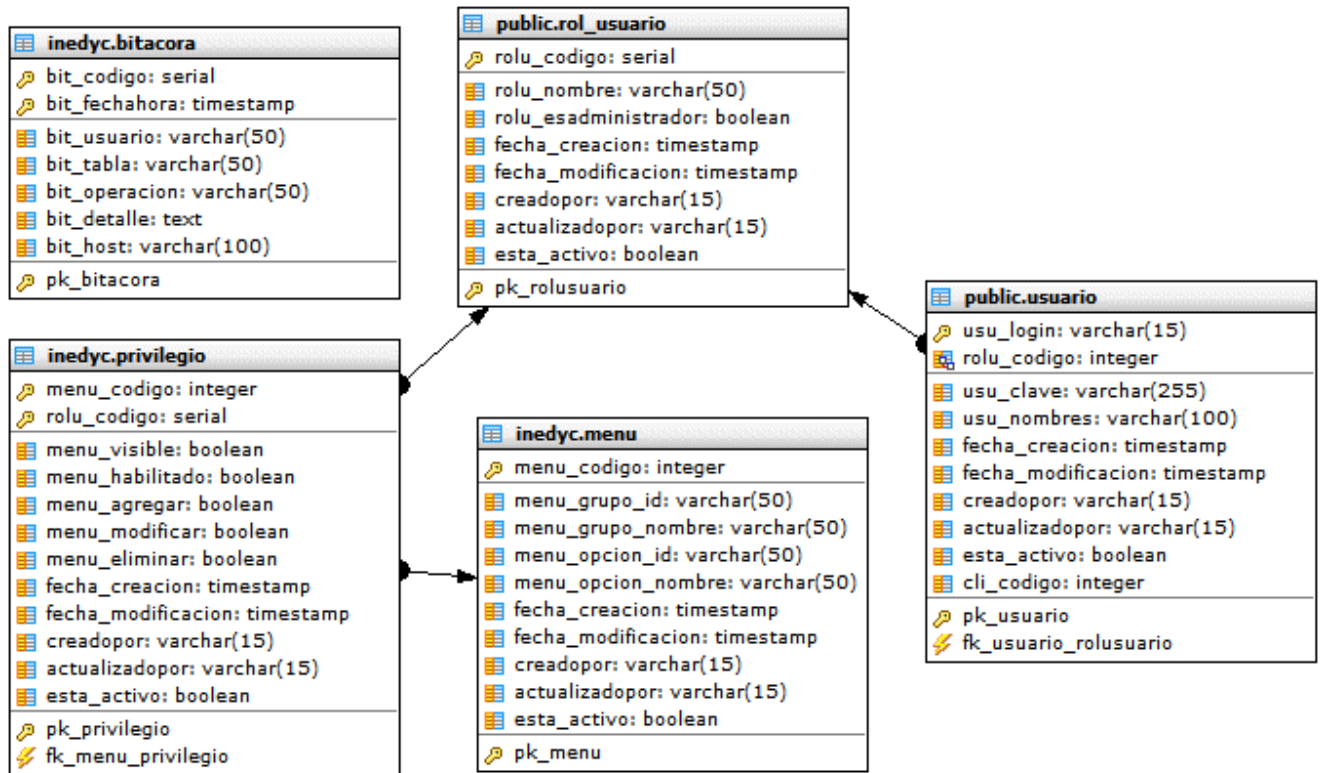 inedyc.bitacora
bit_codigo: serial
bit_fechahora: timestamp
bit_usuario: varchar(50)
bit_tabla: varchar(50)
bit_operacion: varchar(50)
bit_detalle: text
bit_host: varchar(100)
pk_bitacora
public.rol_usuario
rolu_codigo: serial
rolu_nombre: varchar(50)
rolu_esadministrador: boolean
fecha_creacion: timestamp
fecha_modificacion: timestamp
creadopor: varchar(15)
actualizadopor: varchar(15)
esta_activo: boolean
pk_rolusuario
public.usuario
usu_login: varchar(15)
rolu_codigo: integer
usu_clave: varchar(255)
usu_nombres: varchar(100)
fecha_creacion: timestamp
fecha_modificacion: timestamp
creadopor: varchar(15)
actualizadopor: varchar(15)
esta_activo: boolean
cli_codigo: integer
pk_usuario
fk_usuario_rolusuario
inedyc.privilegio
menu_codigo: integer
rolu_codigo: serial
menu_visible: boolean
menu_habilitado: boolean
menu_agregar: boolean
menu_modificar: boolean
menu_eliminar: boolean
fecha_creacion: timestamp
fecha_modificacion: timestamp
creadopor: varchar(15)
actualizadopor: varchar(15)
esta_activo: boolean
pk_privilegio
fk_menu_privilegio
inedyc.menu
menu_codigo: integer
menu_grupo_id: varchar(50)
menu_grupo_nombre: varchar(50)
menu_opcion_id: varchar(50)
menu_opcion_nombre: varchar(50)
fecha_creacion: timestamp
fecha_modificacion: timestamp
creadopor: varchar(15)
actualizadopor: varchar(15)
esta_activo: boolean
pk_menu